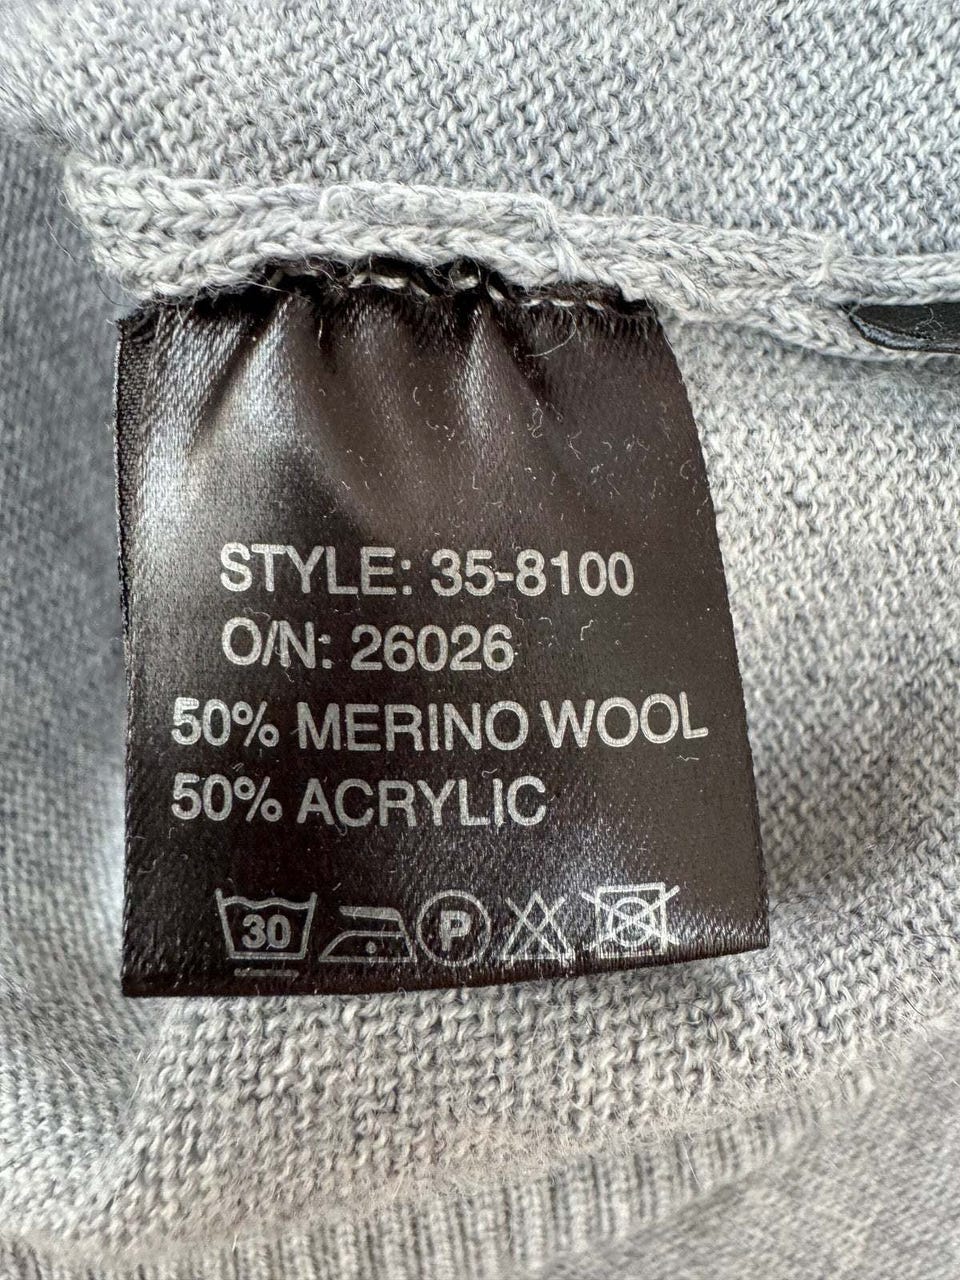 STYLE: 35-8100
O/N: 26026
50% MERINO WOOL
50% ACRYLIC
30 P